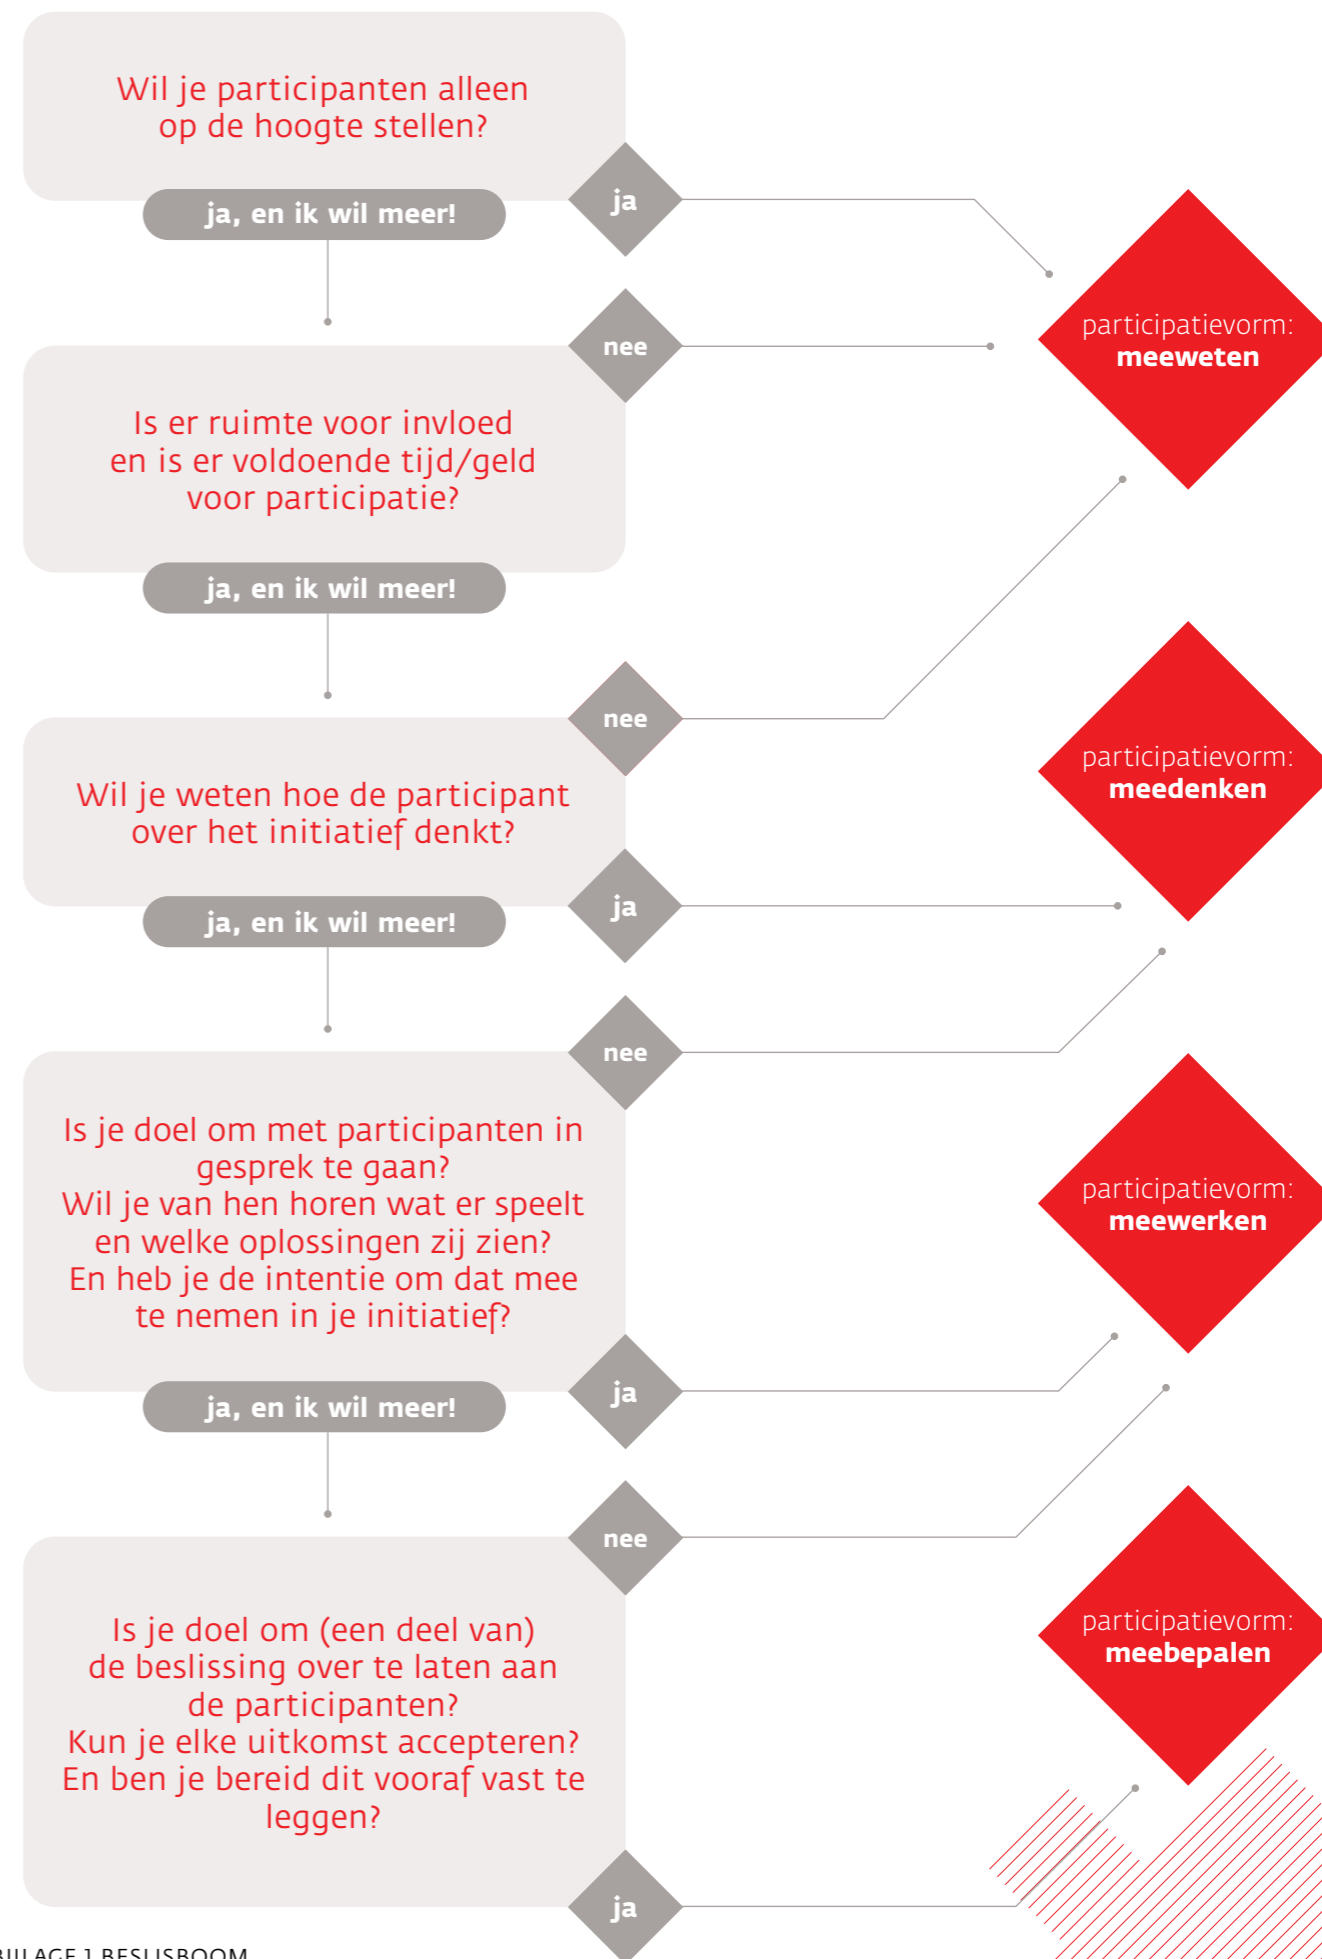 Wil je participanten alleen
op de hoogte stellen?
ja
ja, en ik wil meer!
participatievorm:
meeweten
nee
Is er ruimte voor invloed
en is er voldoende tijd/geld
voor participatie?
ja, en ik wil meer!
nee
participatievorm:
meedenken
Wil je weten hoe de participant
over het initiatief denkt?
ja
ja, en ik wil meer!
nee
Is je doel om met participanten in
gesprek te gaan?
Wil je van hen horen wat er speelt
en welke oplossingen zij zien?
En heb je de intentie om dat mee
te nemen in je initiatief?
participatievorm:
meewerken
ja
ja, en ik wil meer!
nee
Is je doel om (een deel van)
de beslissing over te laten aan
de participanten?
Kun je elke uitkomst accepteren?
En ben je bereid dit vooraf vast te
leggen?
participatievorm:
meebepalen
ja
BIJLAGE 1 BESLISBOOM